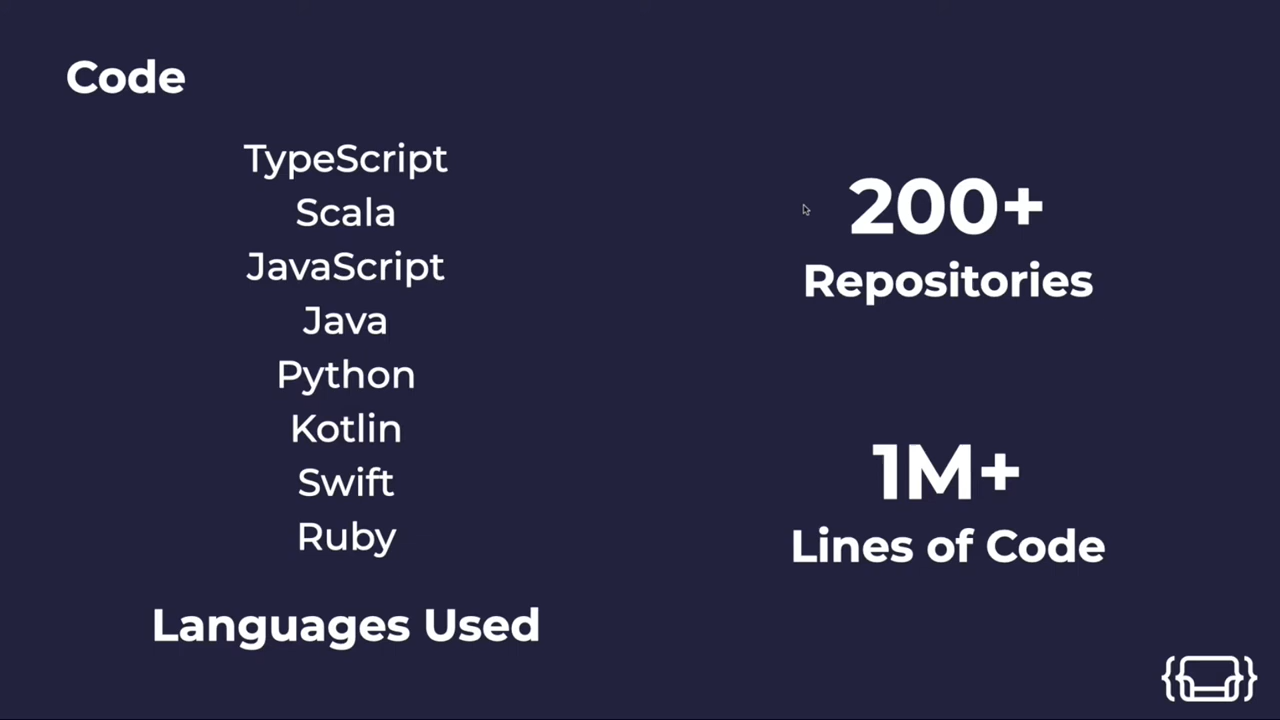 Code
TypeScript
Scala
JavaScript
Java
Python
Kotlin
Swift
Ruby
Languages Used
200+
Repositories
1M+
Lines of Code